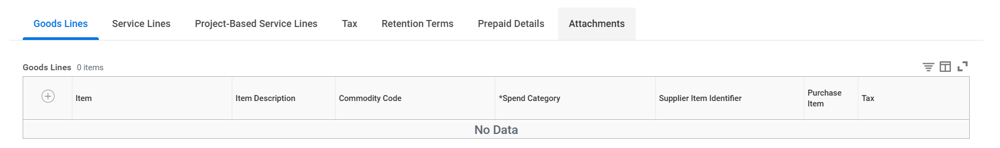 Goods Lines Service Lines Project-Based Service Lines Tax Retention Terms Prepaid Details Attachments
Goods Lines 0 items
Item Item Description Commodity Code *Spend Category Supplier Item Identifier Purchase Item Tax
No Data